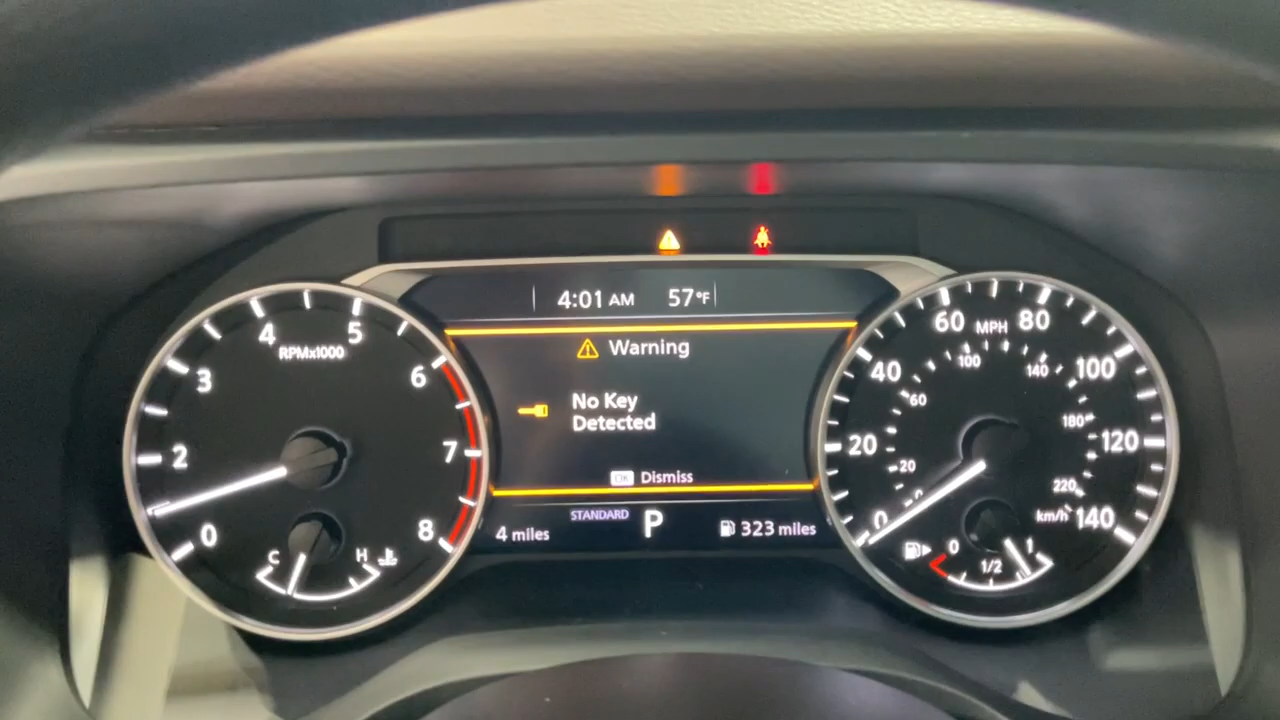 4:01 AM 57°F
Warning
No Key
Detected
OK Dismiss
STANDARD
4 miles P 323 miles
RPMx1000
0 2 3 4 5 6 7 8
C H
MPH
0 20 40 60 80 100 120 140
0 20 60 100 140 180 220
km/h
0 1/2 1